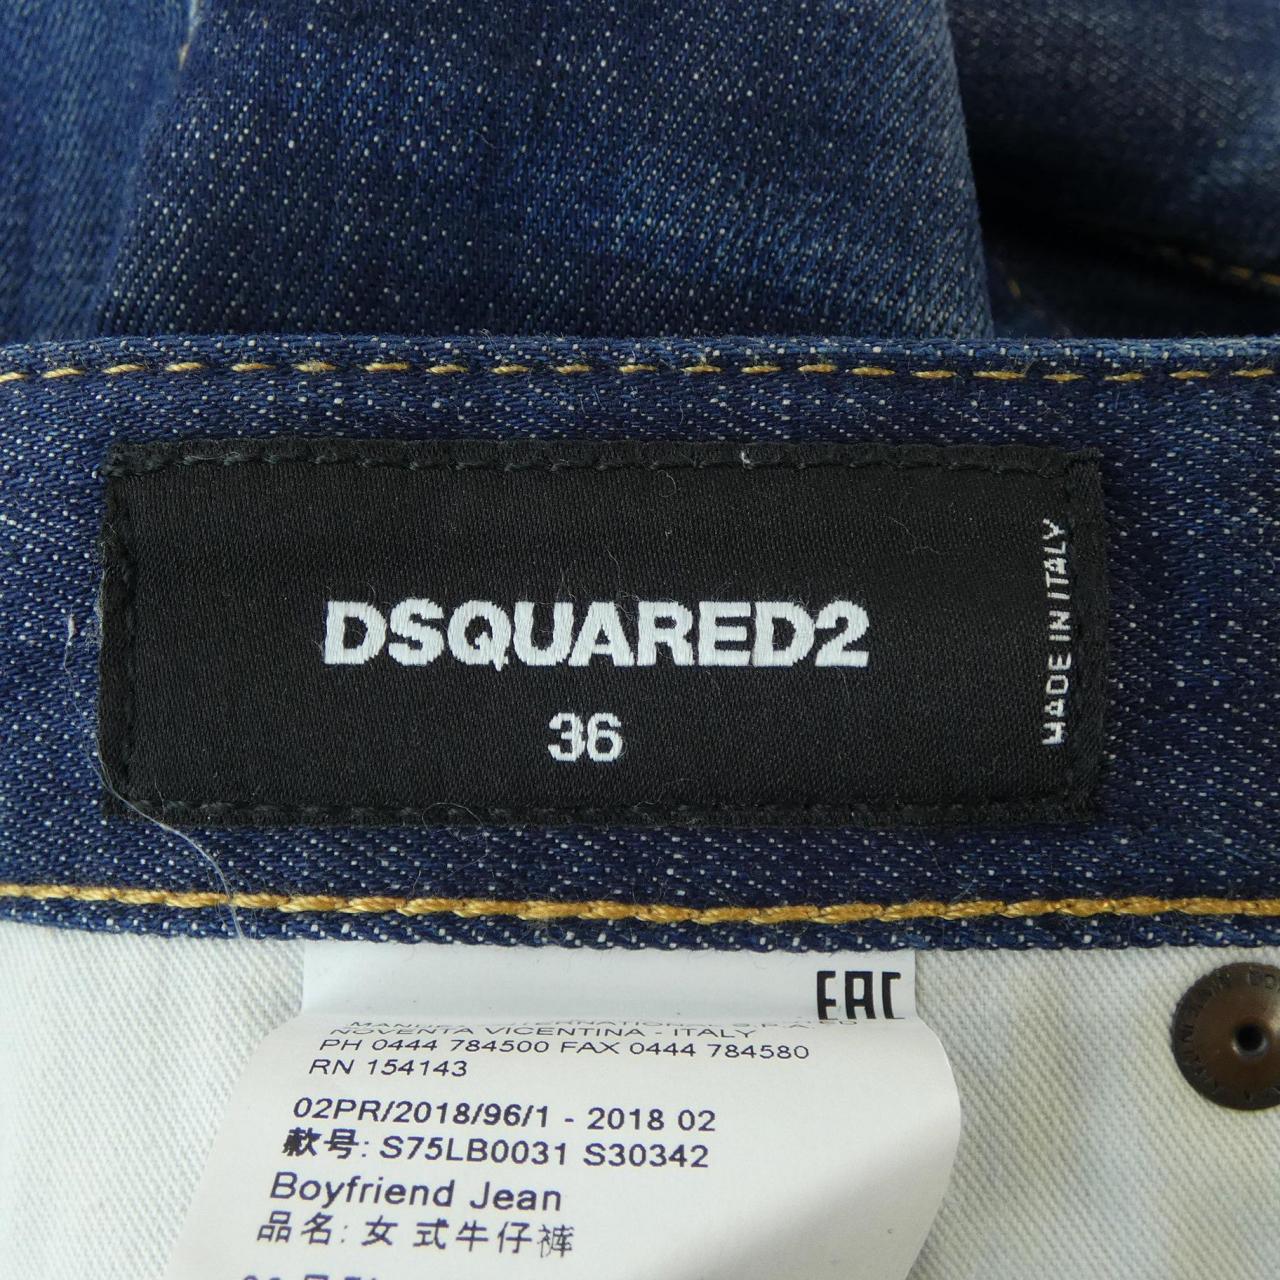 DSQUARED2
36
MADE IN ITALY
EAC
NOVENTA VICENTINA - ITALY
PH 0444 784500 FAX 0444 784580
RN 154143
02PR/2018/96/1 - 2018 02
款号: S75LB0031 S30342
Boyfriend Jean
品名: 女式牛仔裤